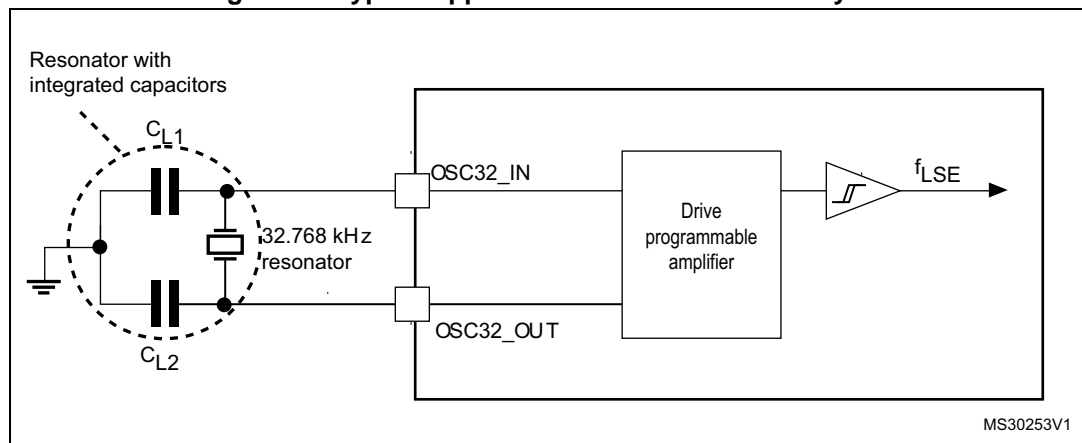 Resonator with
integrated capacitors
CL1
OSC32_IN
fLSE
32.768 kHz
resonator
Drive
programmable
amplifier
OSC32_OUT
CL2
MS30253V1